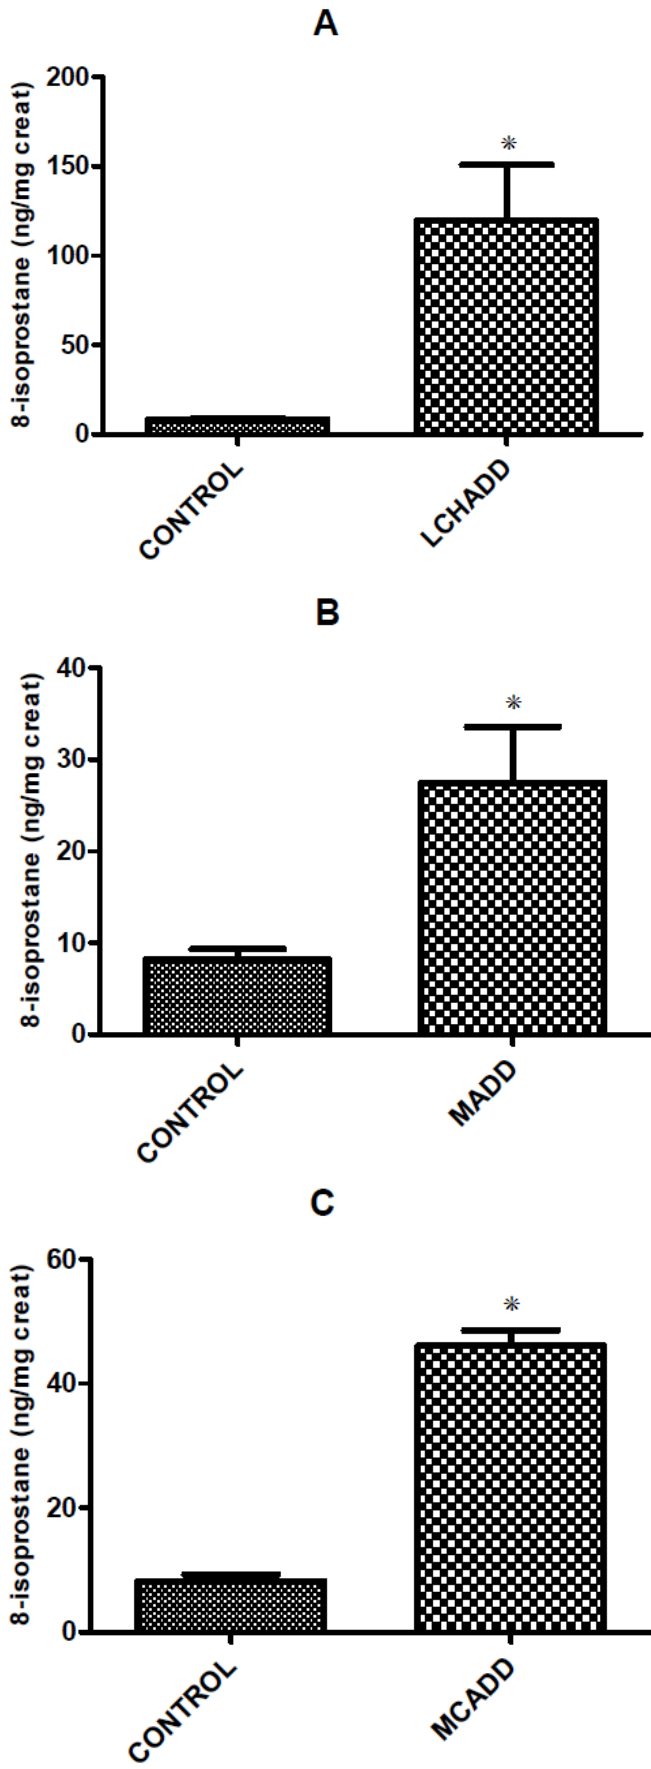 A
8-isoprostane (ng/mg creat)
200
150
100
50
0
*
CONTROL
LCHADD
B
8-isoprostane (ng/mg creat)
40
30
20
10
0
*
CONTROL
MADD
C
8-isoprostane (ng/mg creat)
60
40
20
0
*
CONTROL
MCADD